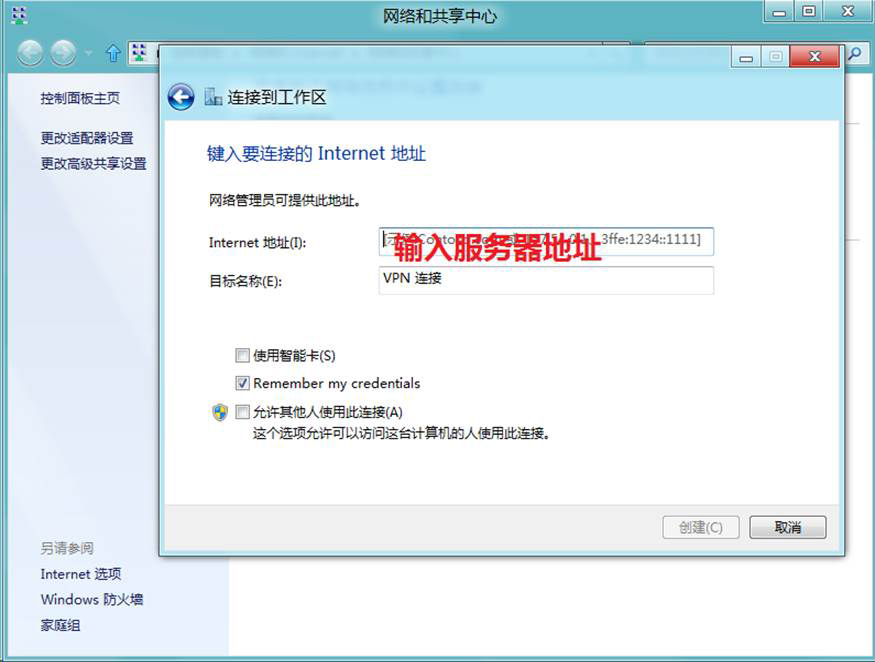 网络和共享中心
控制面板主页
更改适配器设置
更改高级共享设置
连接到工作区
键入要连接的 Internet 地址
网络管理员可提供此地址。
Internet 地址(I):
3ffe:1234::1111]
输入服务器地址
目标名称(E):
VPN 连接
使用智能卡(S)
Remember my credentials
允许其他人使用此连接(A)
这个选项允许可以访问这台计算机的人使用此连接。
创建(C)
取消
另请参阅
Internet 选项
Windows 防火墙
家庭组